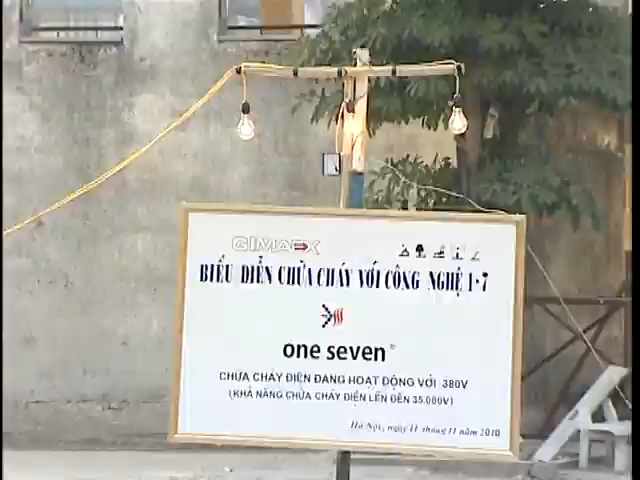 GIMAEX
BIỂU DIỄN CHỮA CHÁY VỚI CÔNG NGHỆ 1-7
one seven®
CHỮA CHÁY ĐIỆN ĐANG HOẠT ĐỘNG VỚI 380V
(KHẢ NĂNG CHỮA CHÁY ĐIỆN LÊN ĐẾN 35.000V)
Hà Nội, ngày 11 tháng 11 năm 2010